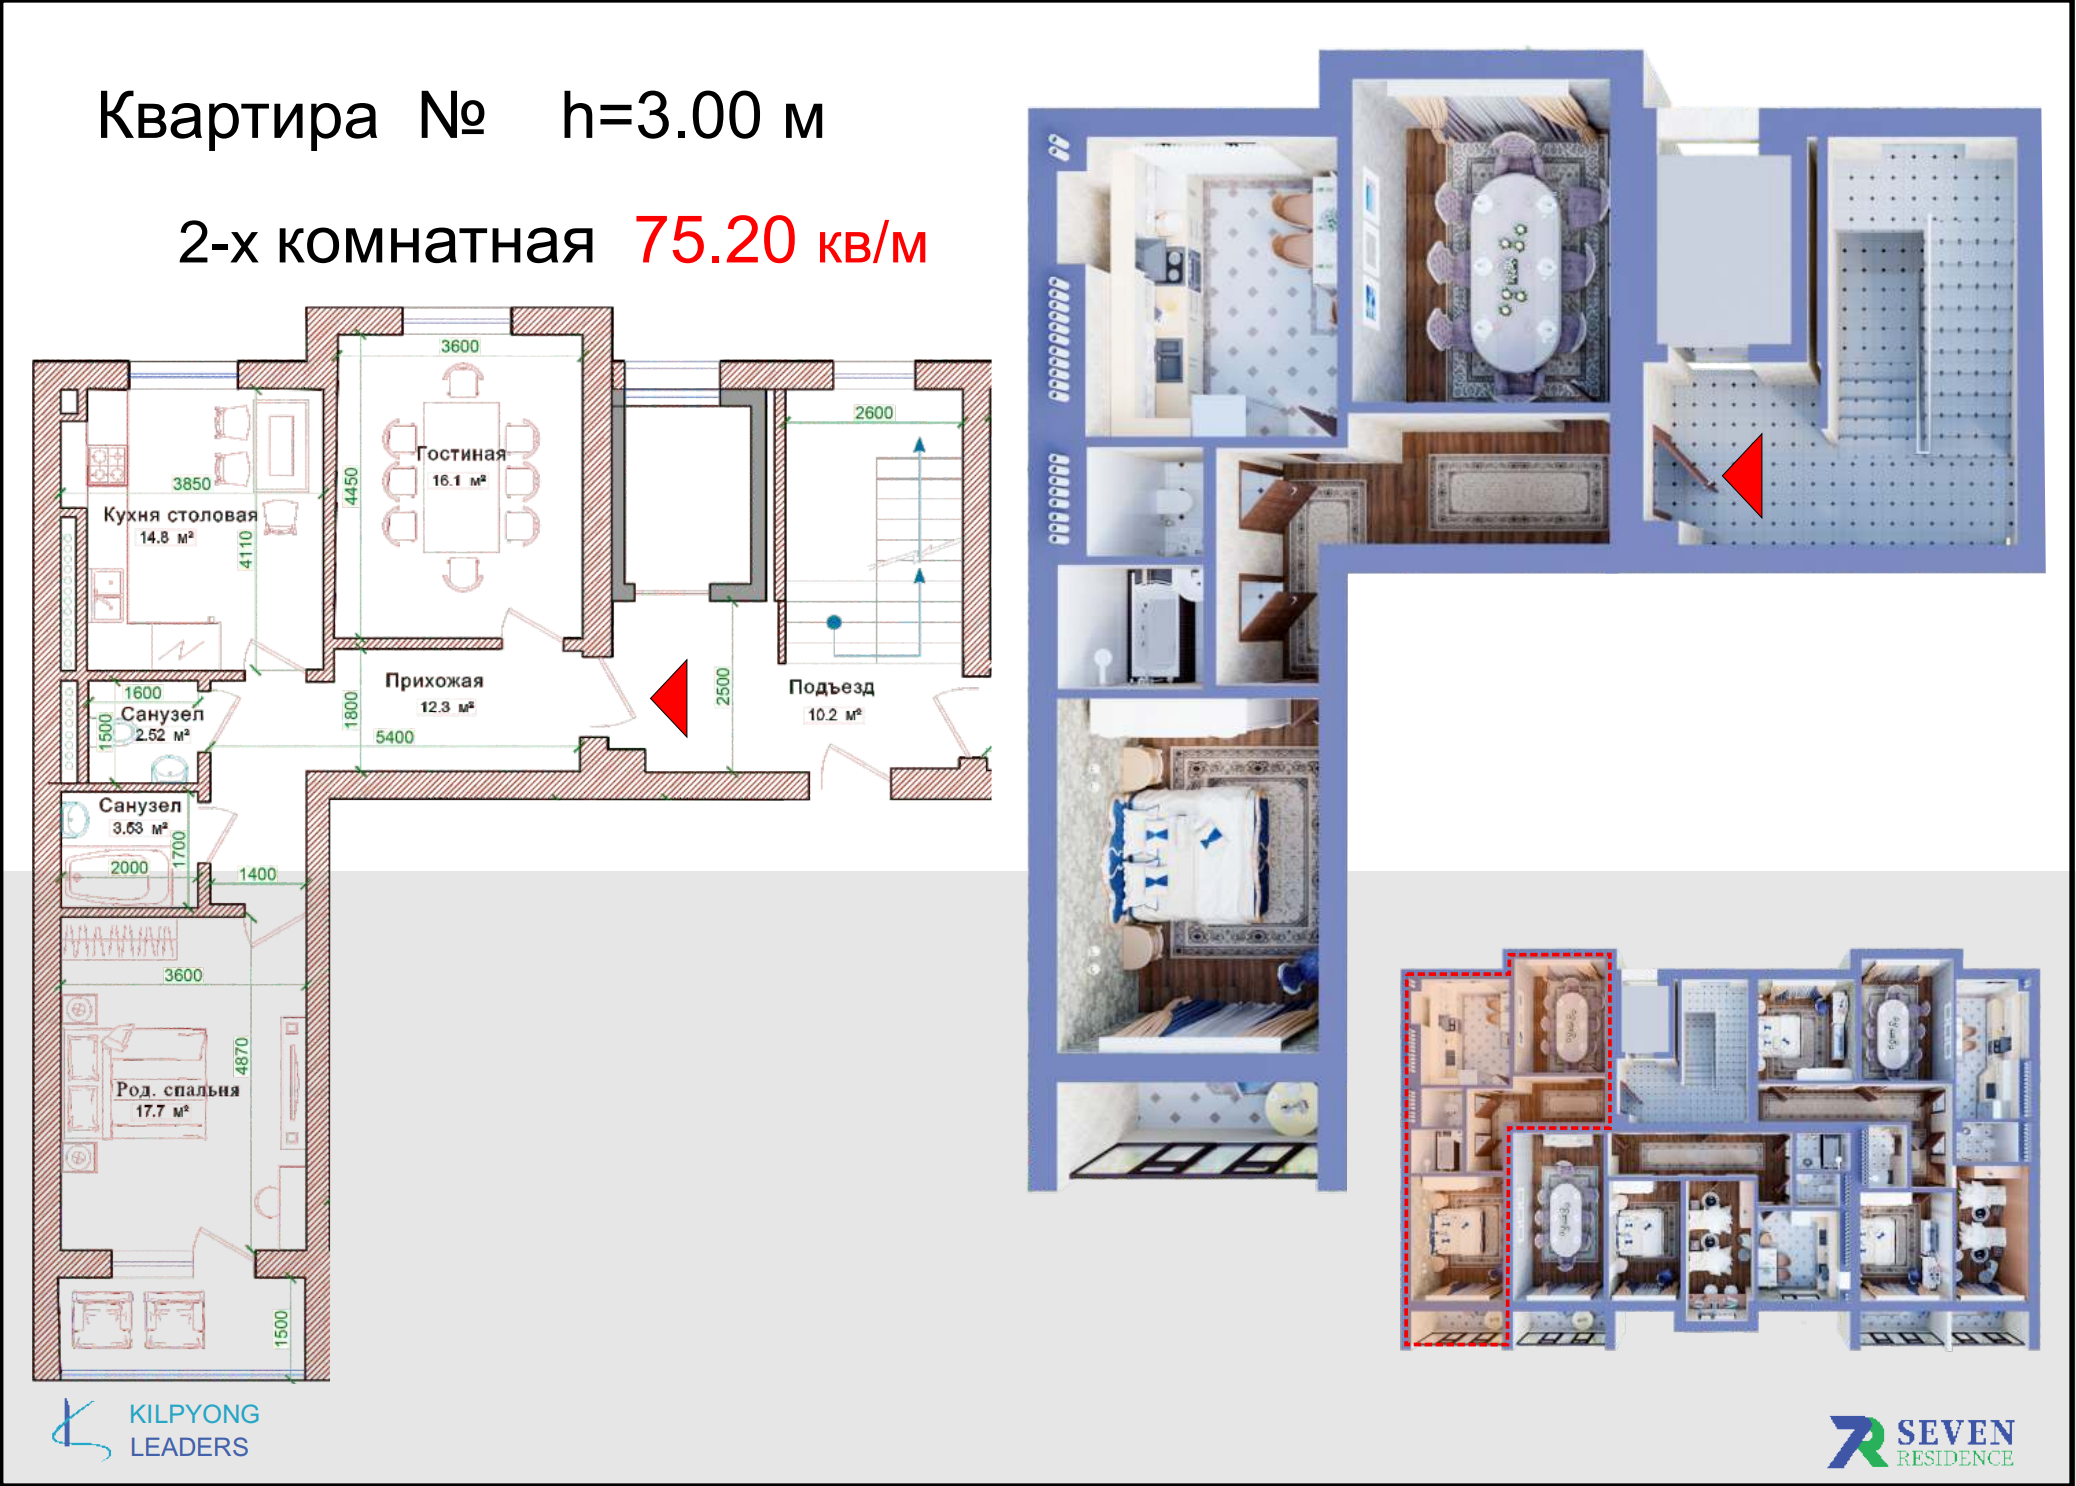 Квартира № h=3.00 м
2-х комнатная 75.20 кв/м
3600
2600
Гостиная
16.1 м²
4450
3850
Кухня столовая
14.8 м²
4110
Прихожая
12.3 м²
1800
5400
2500
Подъезд
10.2 м²
1600
Санузел
2.52 м²
1500
Санузел
3.53 м²
1700
2000
1400
3600
4870
Род. спальня
17.7 м²
1500
KILPYONG
LEADERS
7R SEVEN
RESIDENCE